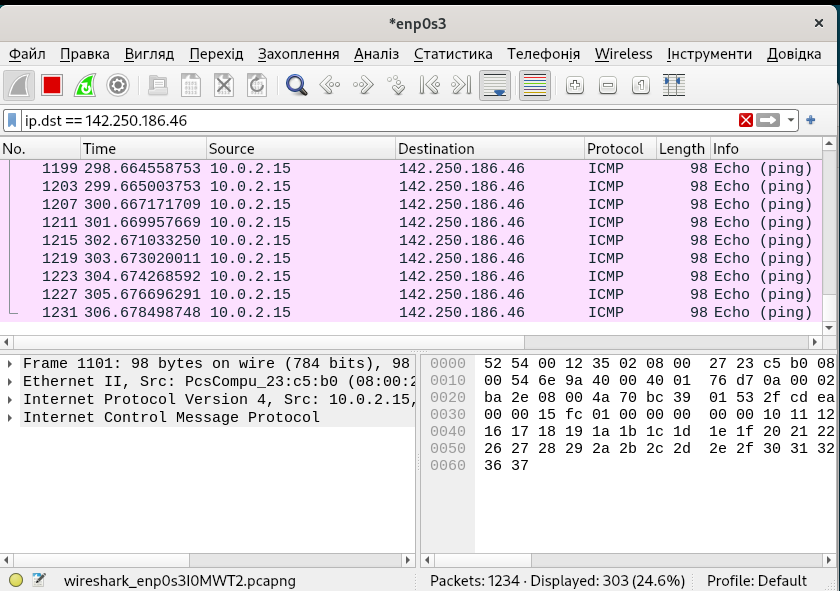 *enp0s3
Файл Правка Вигляд Перехід Захоплення Аналіз Статистика Телефонія Wireless Інструменти Довідка
ip.dst == 142.250.186.46
No. Time Source Destination Protocol Length Info
1199 298.664558753 10.0.2.15 142.250.186.46 ICMP 98 Echo (ping)
1203 299.665003753 10.0.2.15 142.250.186.46 ICMP 98 Echo (ping)
1207 300.667171709 10.0.2.15 142.250.186.46 ICMP 98 Echo (ping)
1211 301.669957669 10.0.2.15 142.250.186.46 ICMP 98 Echo (ping)
1215 302.671033250 10.0.2.15 142.250.186.46 ICMP 98 Echo (ping)
1219 303.673020011 10.0.2.15 142.250.186.46 ICMP 98 Echo (ping)
1223 304.674268592 10.0.2.15 142.250.186.46 ICMP 98 Echo (ping)
1227 305.676696291 10.0.2.15 142.250.186.46 ICMP 98 Echo (ping)
1231 306.678498748 10.0.2.15 142.250.186.46 ICMP 98 Echo (ping)
Frame 1101: 98 bytes on wire (784 bits), 98
Ethernet II, Src: PcsCompu_23:c5:b0 (08:00:2
Internet Protocol Version 4, Src: 10.0.2.15,
Internet Control Message Protocol
0000 52 54 00 12 35 02 08 00 27 23 c5 b0 08
0010 00 54 6e 9a 40 00 40 01 76 d7 0a 00 02
0020 ba 2e 08 00 4a 70 bc 39 01 53 2f cd ea
0030 00 00 15 fc 01 00 00 00 00 00 10 11 12
0040 16 17 18 19 1a 1b 1c 1d 1e 1f 20 21 22
0050 26 27 28 29 2a 2b 2c 2d 2e 2f 30 31 32
0060 36 37
wireshark_enp0s3I0MWT2.pcapng Packets: 1234 · Displayed: 303 (24.6%) Profile: Default